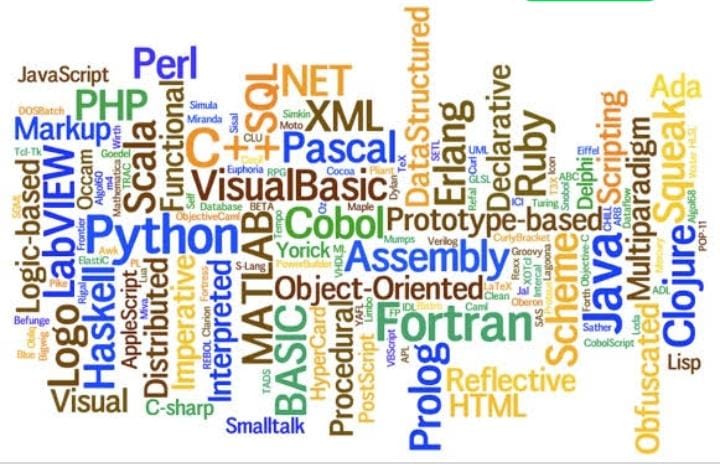 JavaScript
Perl
PHP
DOSBatch
Markup
Wirth
Tcl-Tk
Goedel
TRAC
Logic-based
LabVIEW
Occam
Algol60
m4
Mathematica
Scala
Functional
Simula
Miranda
Sisal
C++
SQL
CLU
NET
Simkin
Moto
XML
Pascal
Euphoria
RPG
Cocoa
Pliant
TeX
VisualBasic
Dylan
DataStructured
SETL
Erlang
Curl
UML
GLSL
Refal
Declarative
Ruby
Icon
T3X
ICI
Turing
Snobol
ABC
Eiffel
Delphi
Scripting
CHILL
ARB
Dataflow
Multiparadigm
Ada
Squeak
Water
HLSL
Algol68
POP-11
Self
Database
BETA
ObjectiveCaml
Tempo
Oz
Maple
Cobol
Prototype-based
Frontier
Python
Awk
ElastiC
PL
Lua
Pike
Rigal
Haskell
Logo
AppleScript
Miva
Distributed
Imperative
Fortress
REBOL
Clarion
Interpreted
S-Lang
MATLAB
Yorick
ML
VHDL
PowerBuilder
Mumps
Verilog
Assembly
CurlyBracket
Rexx
Groovy
Lagoona
XOTcl
Jal
Intercal
LaTeX
Clean
Oberon
SAS
Scheme
Forth
Objective-C
Java
Sather
CobolScript
Loda
Mercury
ADL
Clojure
Lisp
Obfuscated
Object-Oriented
YAFL
Limbo
FP
IDL
Caml
Fortran
Befunge
Blue
Bigwig
Visual
C-sharp
TADS
BASIC
HyperCard
Procedural
PostScript
VBScript
APL
Prolog
Reflective
HTML
Smalltalk